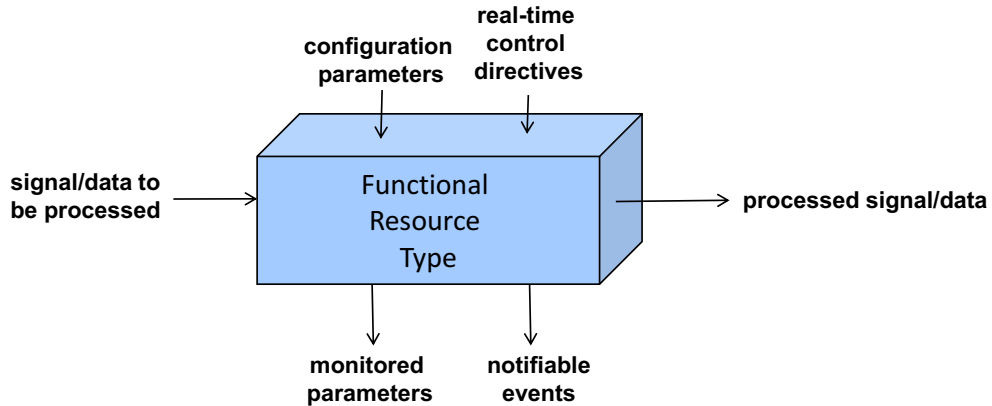 real-time
control
directives
configuration
parameters
signal/data to
be processed
Functional
Resource
Type
processed signal/data
monitored
parameters
notifiable
events